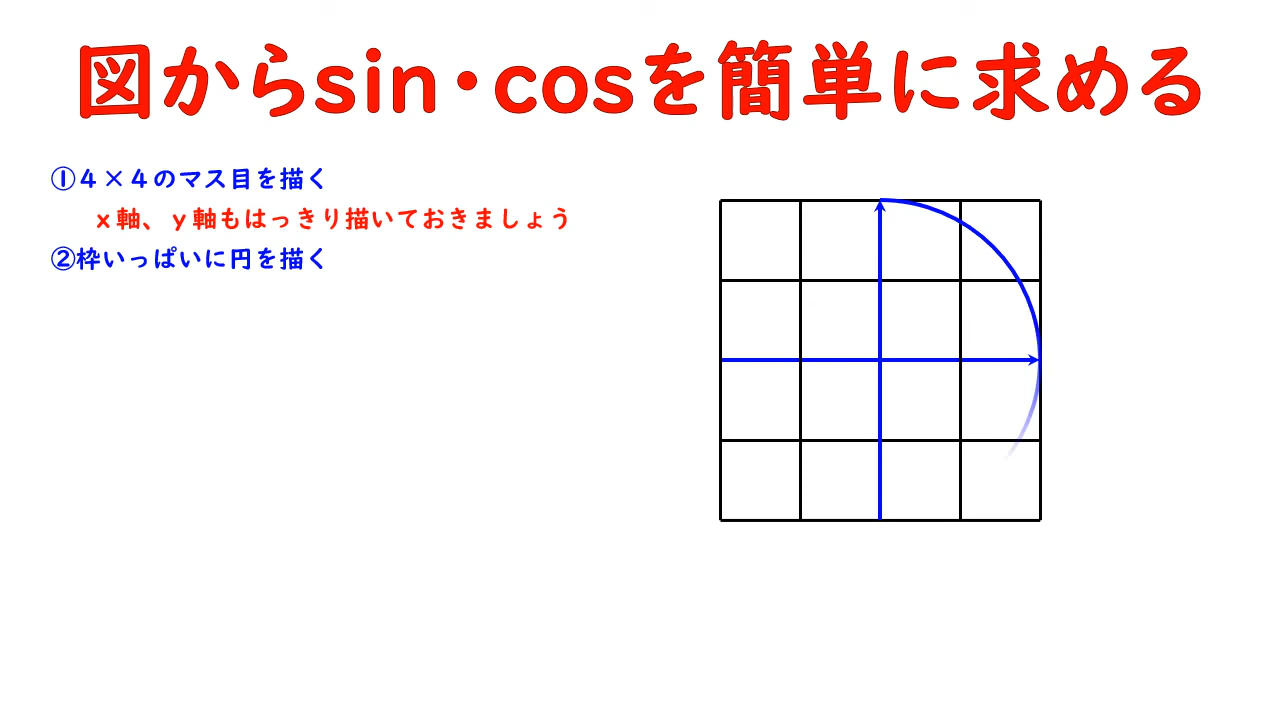 図からsin・cosを簡単に求める
①４×４のマス目を描く
ｘ軸、ｙ軸もはっきり描いておきましょう
②枠いっぱいに円を描く